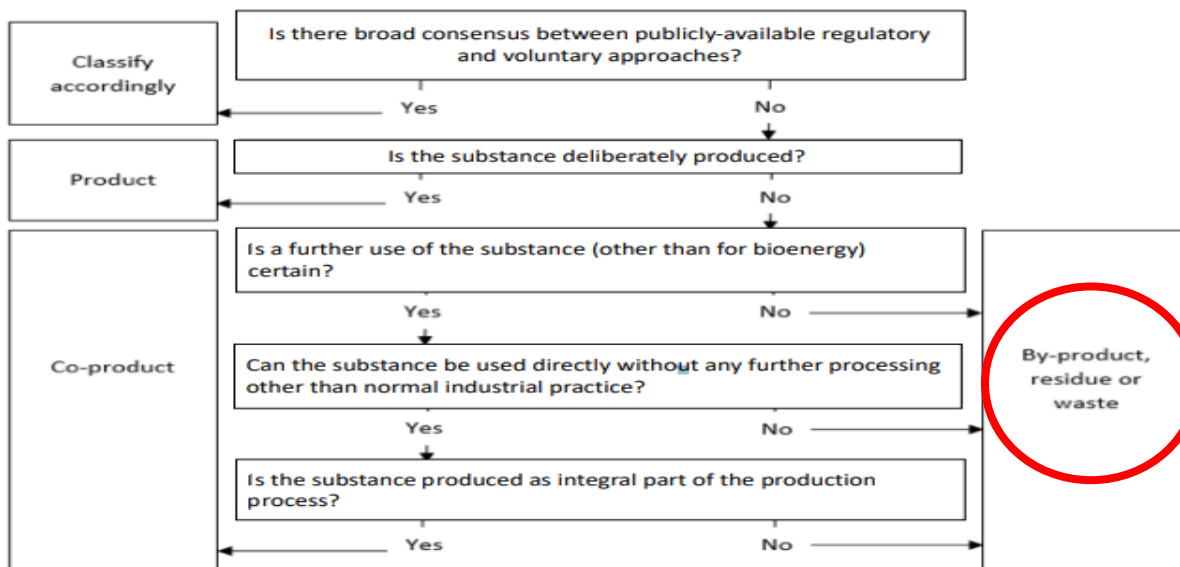 Is there broad consensus between publicly-available regulatory
and voluntary approaches?
Classify
accordingly
Yes
No
Is the substance deliberately produced?
Product
Yes
No
Is a further use of the substance (other than for bioenergy)
certain?
Yes
No
Co-product
Can the substance be used directly without any further processing
other than normal industrial practice?
By-product,
residue or
waste
Yes
No
Is the substance produced as integral part of the production
process?
Yes
No